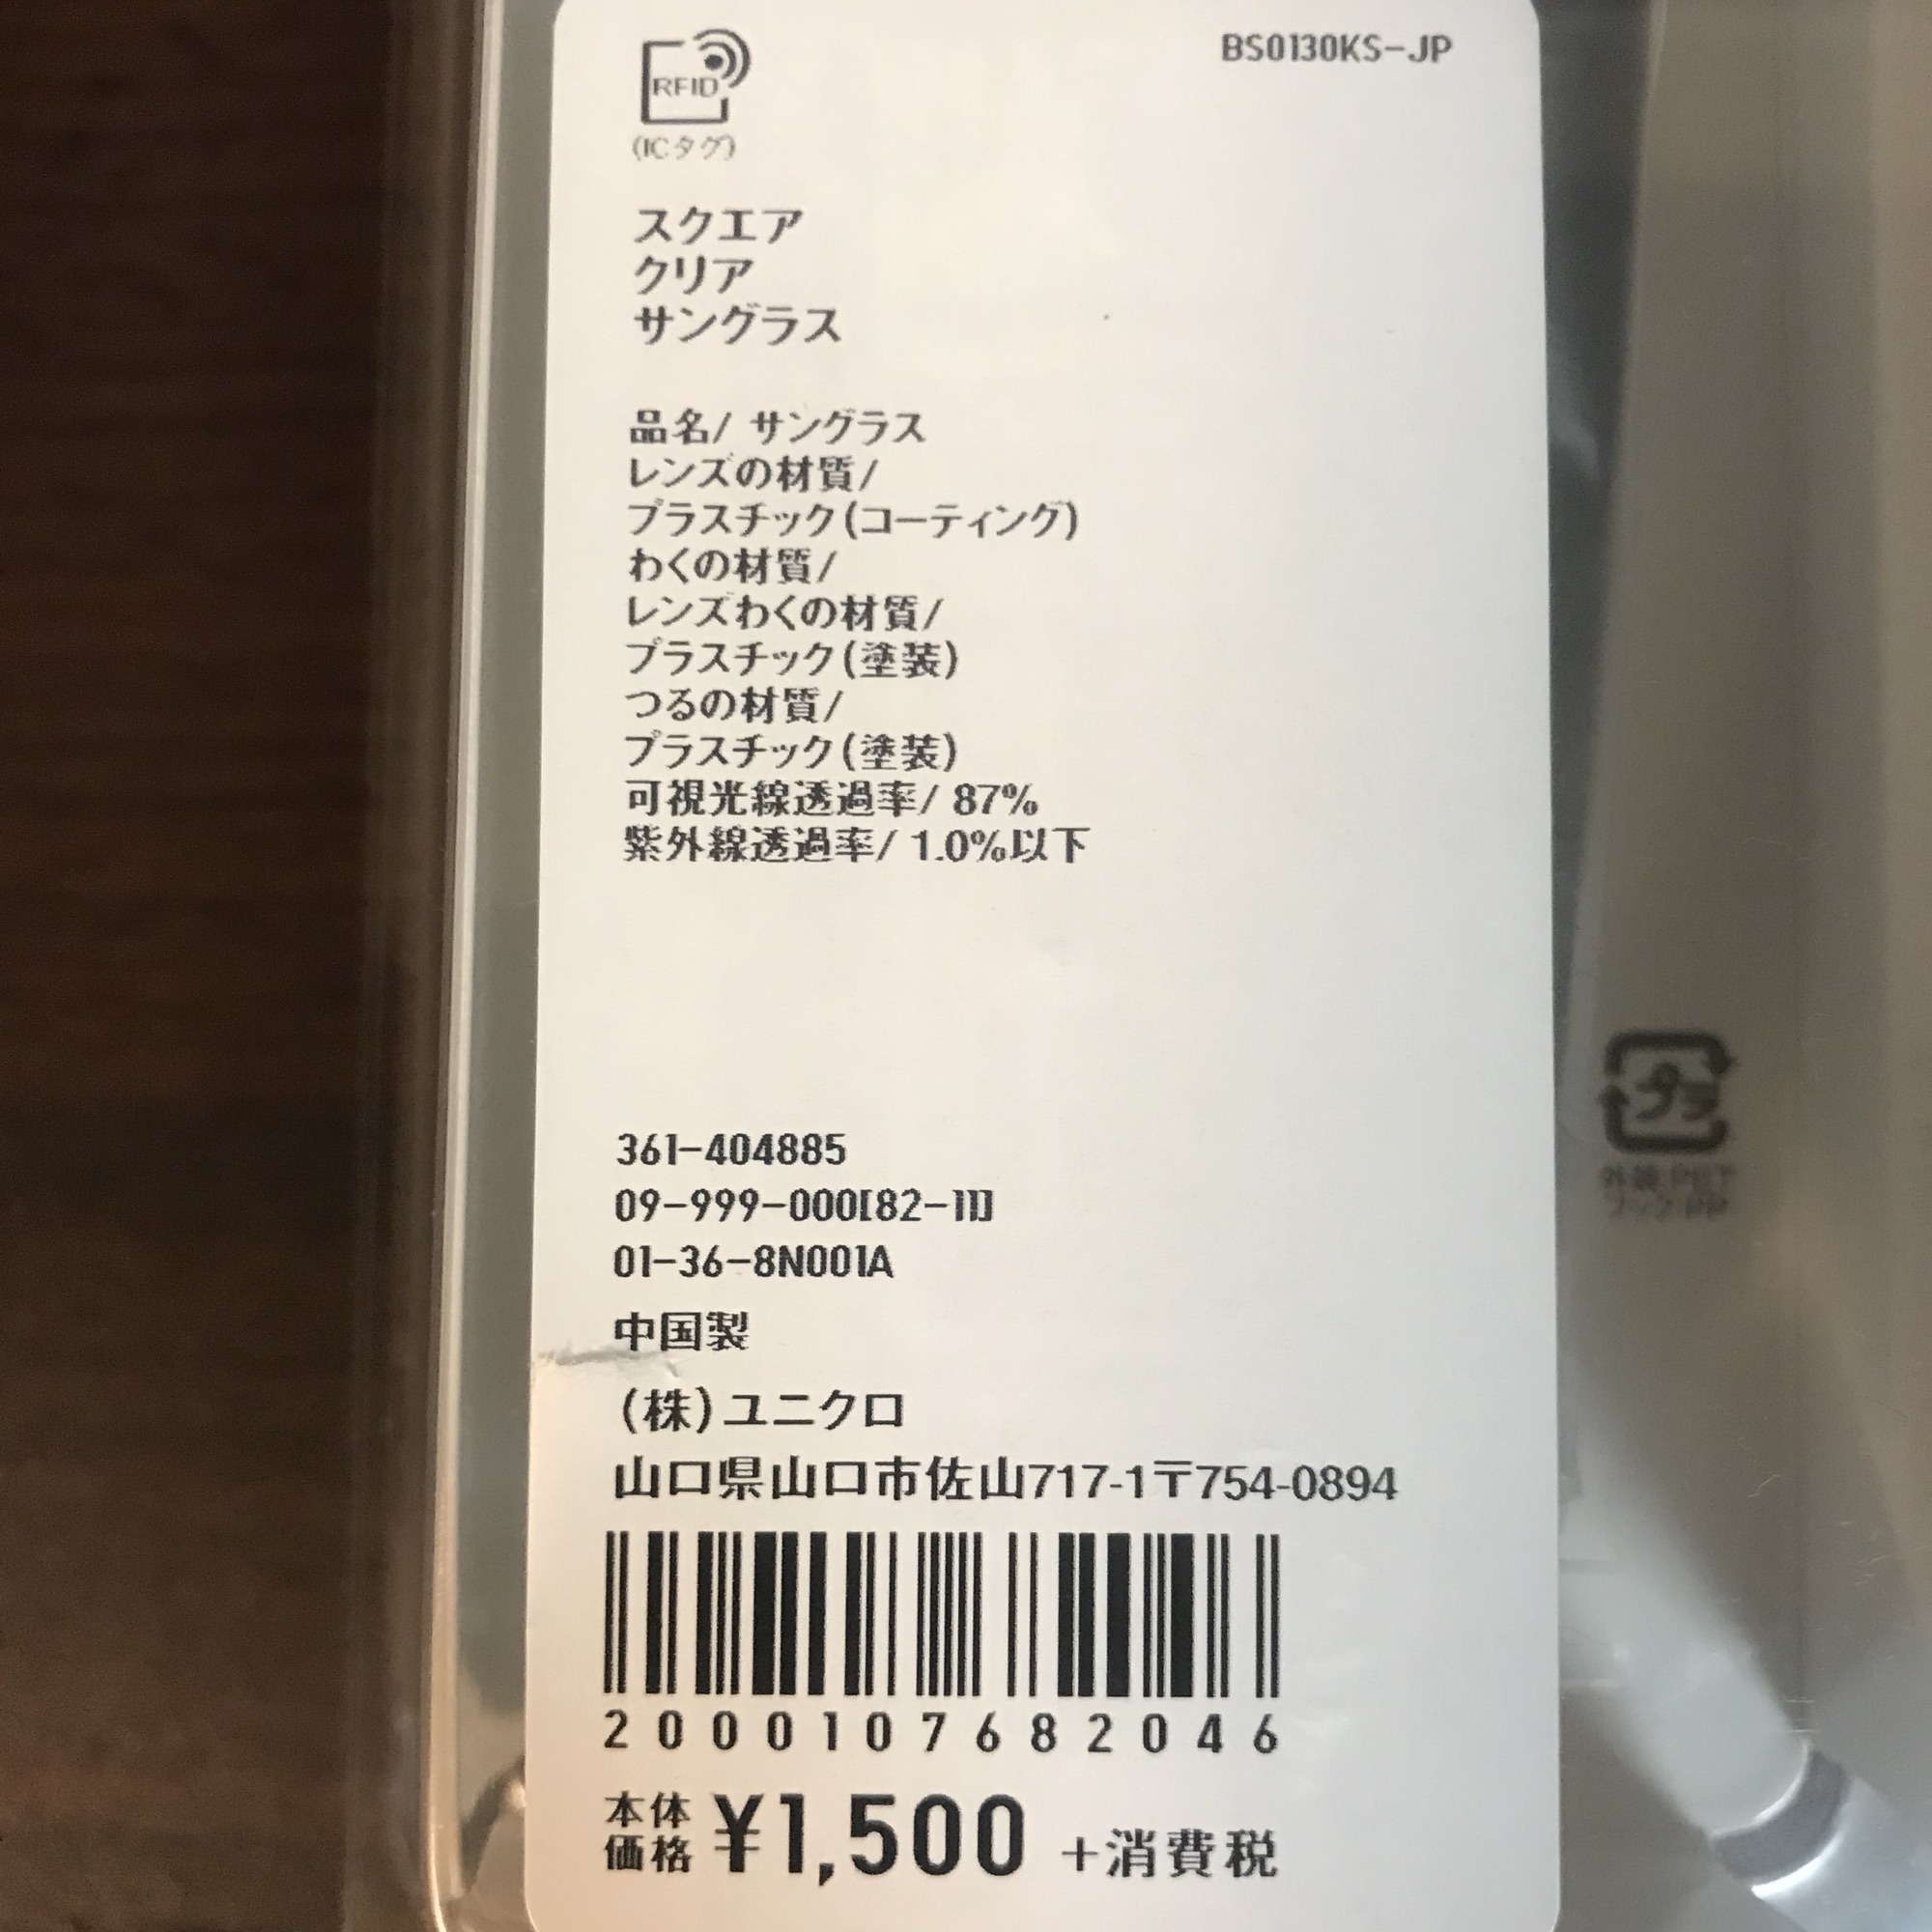 BS0130KS-JP
RFID
(ICタグ)
スクエア
クリア
サングラス
品名/ サングラス
レンズの材質/
プラスチック(コーティング)
わくの材質/
レンズわくの材質/
プラスチック(塗装)
つるの材質/
プラスチック(塗装)
可視光線透過率/ 87%
紫外線透過率/ 1.0%以下
プラ
外装:PET
フック:PP
361-404885
09-999-000[82-11]
01-36-8N001A
中国製
(株)ユニクロ
山口県山口市佐山717-1〒754-0894
2000107682046
本体価格 ¥1,500 +消費税